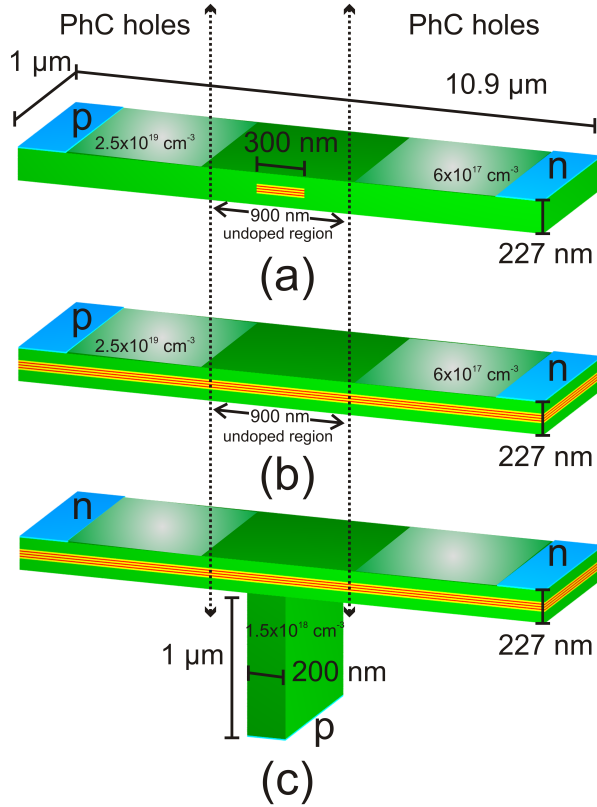 PhC holes
PhC holes
1 μm
10.9 μm
p
2.5x10¹⁹ cm⁻³
300 nm
6x10¹⁷ cm⁻³
n
900 nm
undoped region
227 nm
(a)
p
2.5x10¹⁹ cm⁻³
6x10¹⁷ cm⁻³
n
900 nm
undoped region
227 nm
(b)
n
n
227 nm
1.5x10¹⁸ cm⁻³
1 μm
200 nm
p
(c)